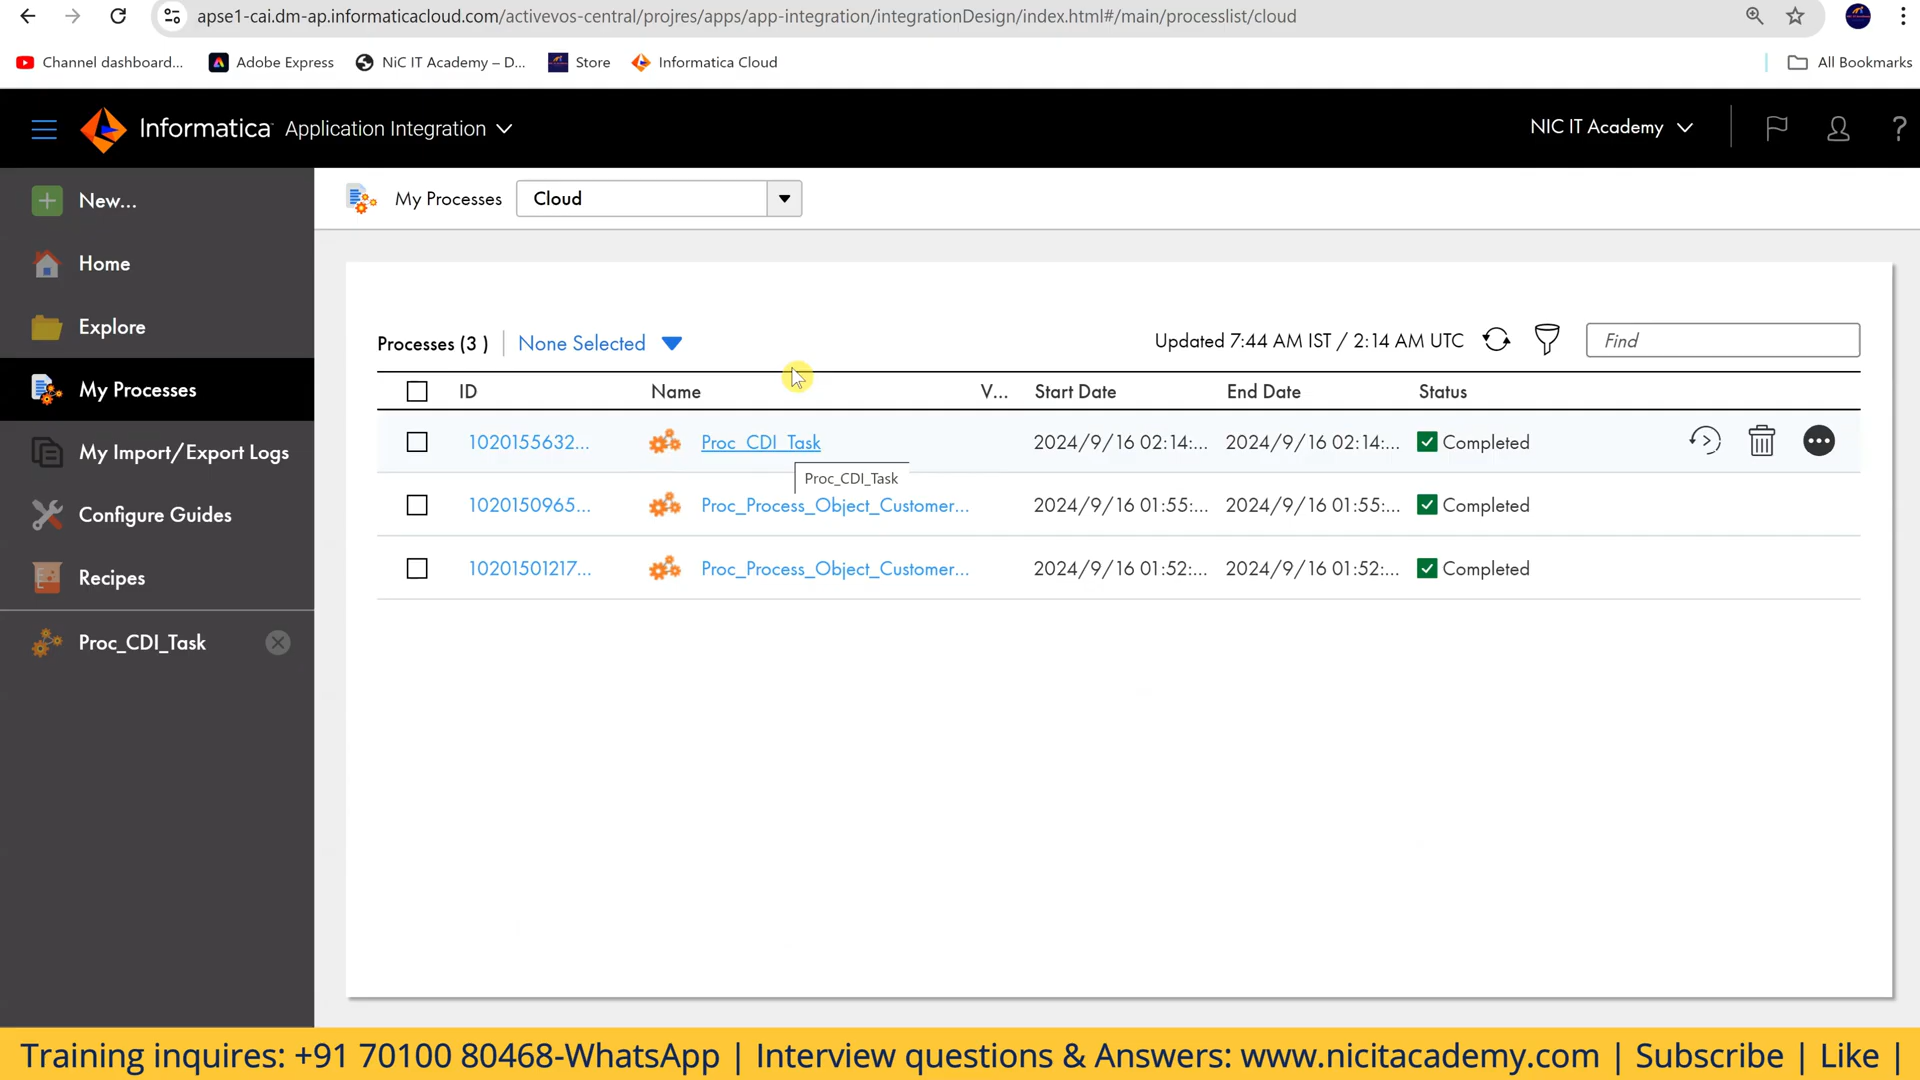 apse1-cai.dm-ap.informaticacloud.com/activevos-central/projres/apps/app-integration/integrationDesign/index.html#/main/processlist/cloud
Channel dashboard...
Adobe Express
NiC IT Academy – D...
Store
Informatica Cloud
All Bookmarks
Informatica Application Integration
NIC IT Academy
?
New...
Home
Explore
My Processes
My Import/Export Logs
Configure Guides
Recipes
Proc_CDI_Task
My Processes Cloud
Processes (3 ) None Selected Updated 7:44 AM IST / 2:14 AM UTC Find
ID Name V... Start Date End Date Status
1020155632... Proc_CDI_Task 2024/9/16 02:14:... 2024/9/16 02:14:... Completed
Proc_CDI_Task
1020150965... Proc_Process_Object_Customer... 2024/9/16 01:55:... 2024/9/16 01:55:... Completed
10201501217... Proc_Process_Object_Customer... 2024/9/16 01:52:... 2024/9/16 01:52:... Completed
Training inquires: +91 70100 80468-WhatsApp | Interview questions & Answers: www.nicitacademy.com | Subscribe | Like |